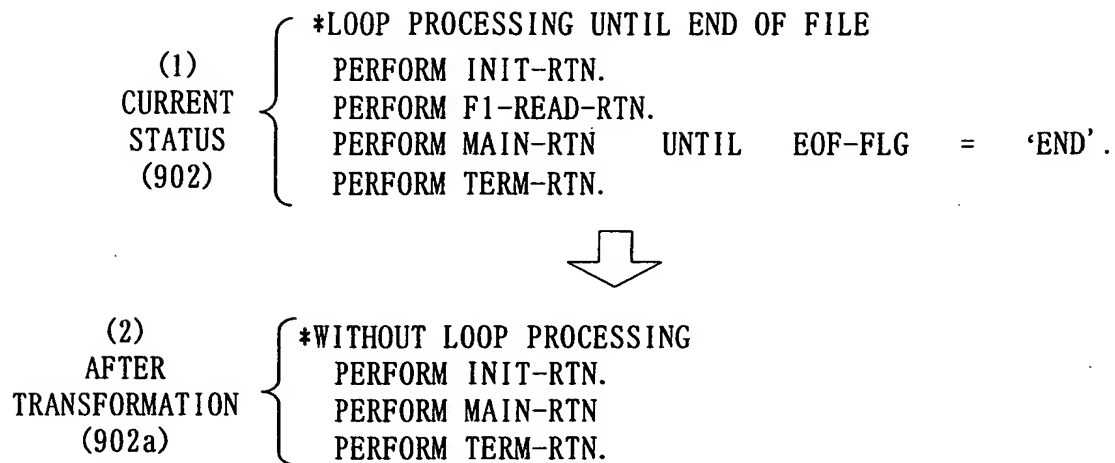 (1)
CURRENT
STATUS
(902)
*LOOP PROCESSING UNTIL END OF FILE
PERFORM INIT-RTN.
PERFORM F1-READ-RTN.
PERFORM MAIN-RTN UNTIL EOF-FLG = ‘END’.
PERFORM TERM-RTN.
(2)
AFTER
TRANSFORMATION
(902a)
*WITHOUT LOOP PROCESSING
PERFORM INIT-RTN.
PERFORM MAIN-RTN
PERFORM TERM-RTN.